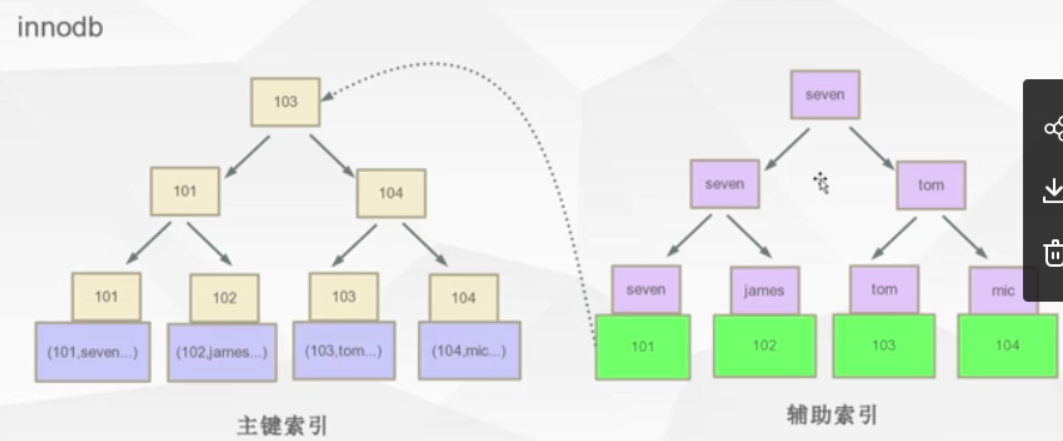 innodb
103
seven
101
104
seven
tom
101
102
103
104
seven
james
tom
mic
(101,seven...)
(102,james...)
(103,tom...)
(104,mic...)
101
102
103
104
主键索引
辅助索引